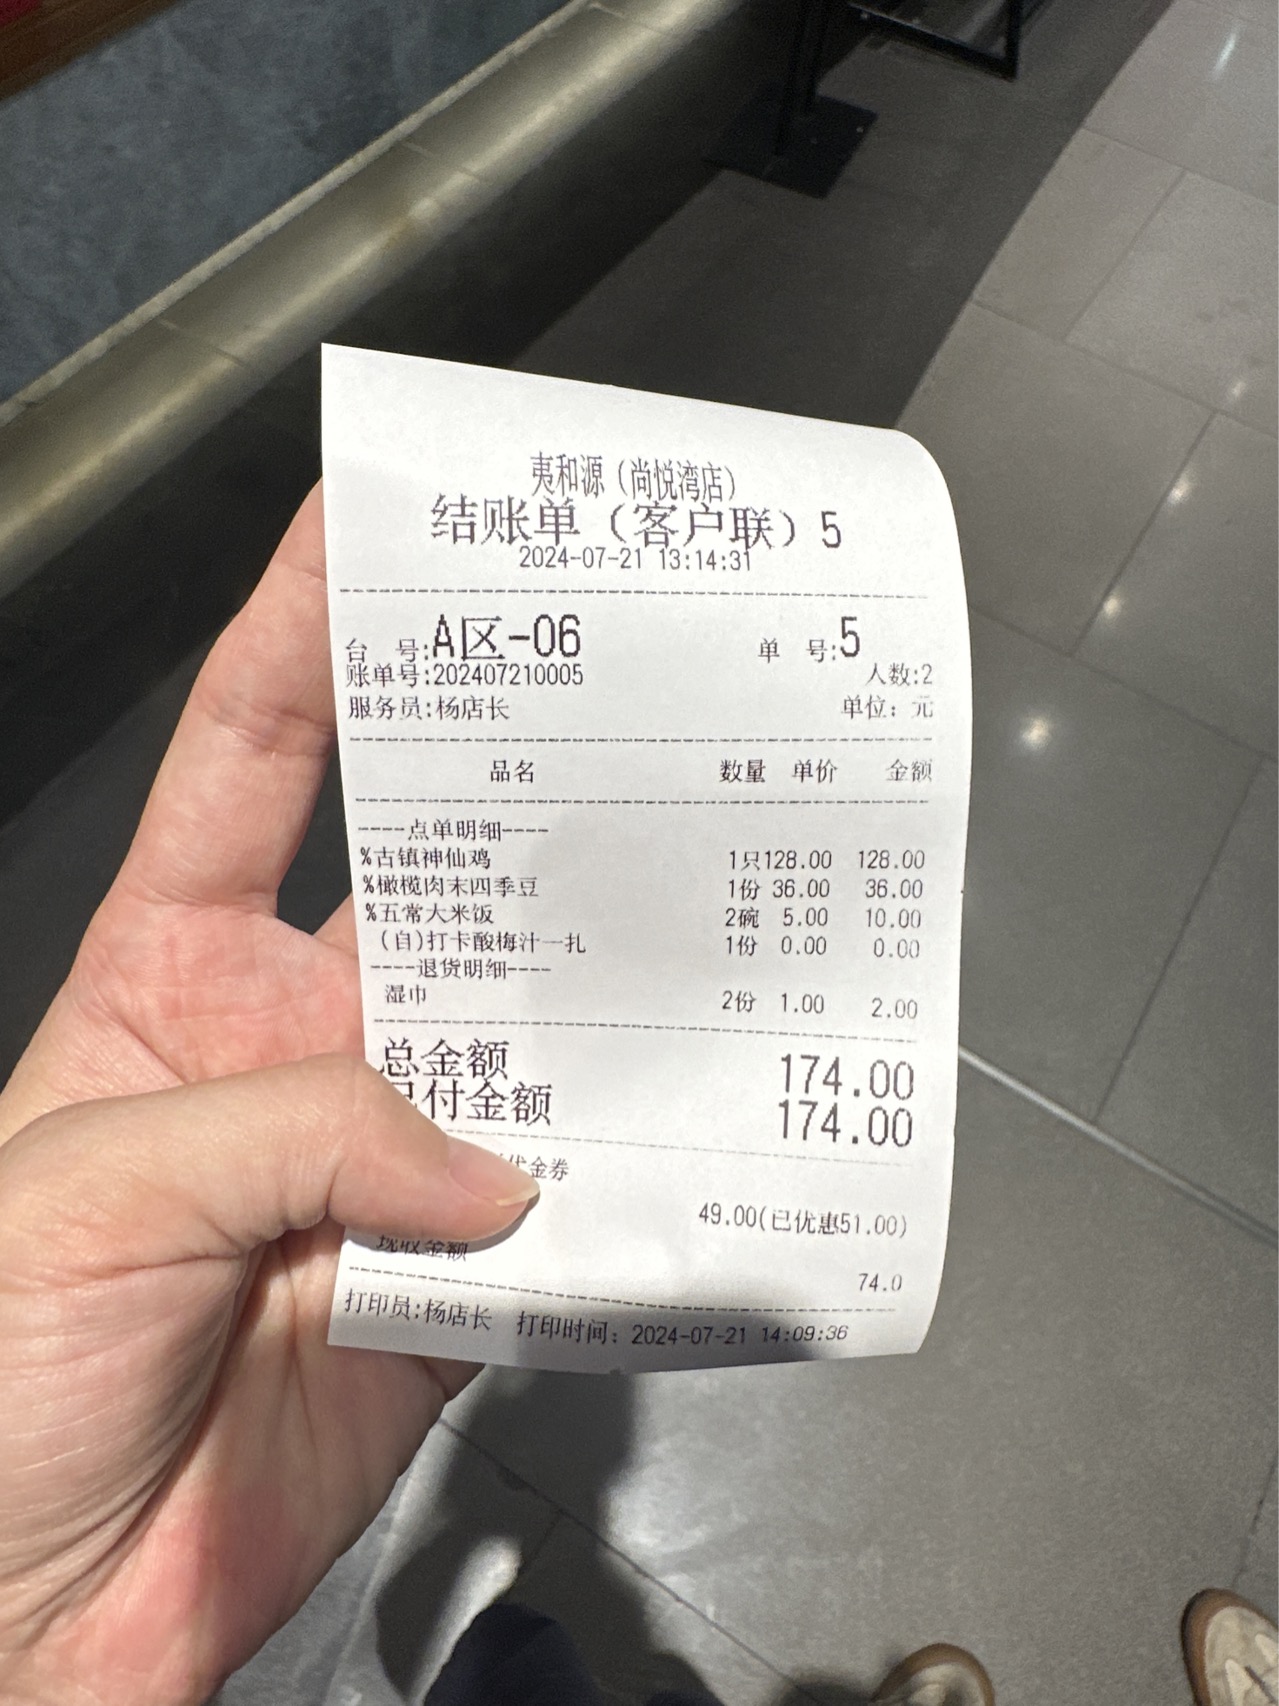 夷和源（尚悦湾店）
结账单（客户联）5
2024-07-21 13:14:31
台 号:A区-06 单 号:5
账单号:202407210005 人数:2
服务员:杨店长 单位: 元
品名 数量 单价 金额
----点单明细----
%古镇神仙鸡 1只128.00 128.00
%橄榄肉末四季豆 1份 36.00 36.00
%五常大米饭 2碗 5.00 10.00
(自)打卡酸梅汁一扎 1份 0.00 0.00
----退货明细----
湿巾 2份 1.00 2.00
总金额 174.00
已付金额 174.00
代金券
49.00(已优惠51.00)
现收金额
74.0
打印员:杨店长 打印时间: 2024-07-21 14:09:36